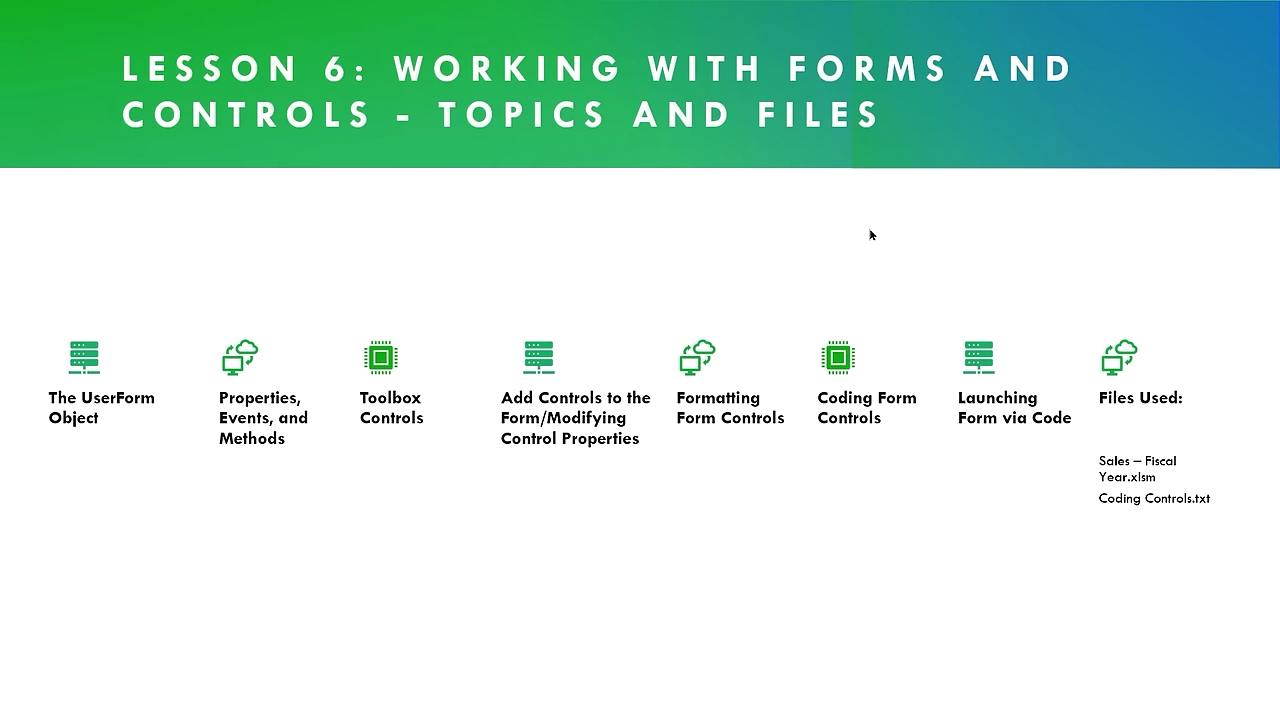 LESSON 6: WORKING WITH FORMS AND
CONTROLS - TOPICS AND FILES
The UserForm
Object
Properties,
Events, and
Methods
Toolbox
Controls
Add Controls to the
Form/Modifying
Control Properties
Formatting
Form Controls
Coding Form
Controls
Launching
Form via Code
Files Used:
Sales – Fiscal
Year.xlsm
Coding Controls.txt